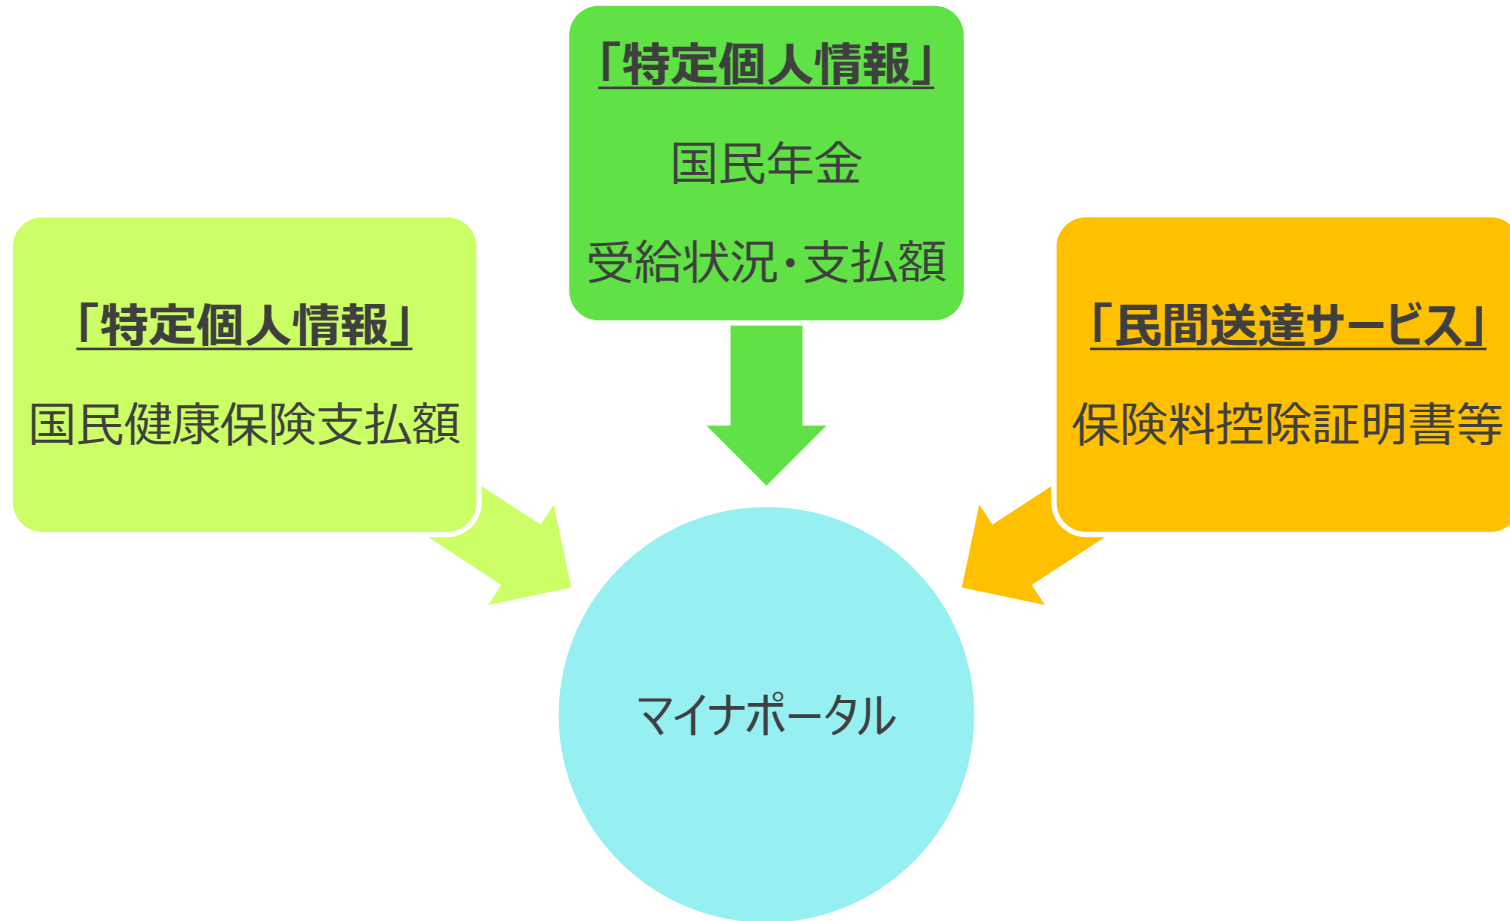 「特定個人情報」
国民年金
受給状況・支払額
「特定個人情報」
国民健康保険支払額
「民間送達サービス」
保険料控除証明書等
マイナポータル